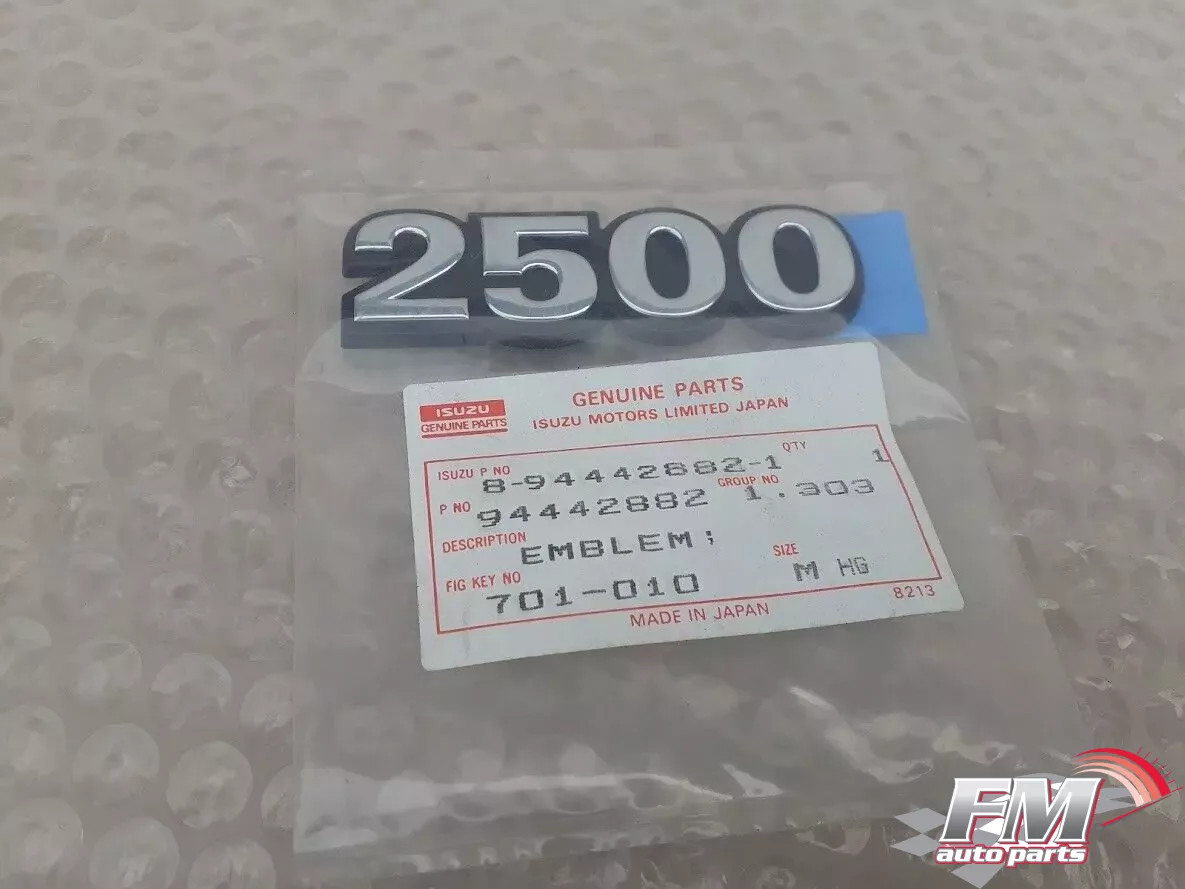 2500
ISUZU
GENUINE PARTS
GENUINE PARTS
ISUZU MOTORS LIMITED JAPAN
ISUZU P NO 8-94442882-1 QTY 1
P NO 94442882 GROUP NO 1.303
DESCRIPTION EMBLEM;
FIG KEY NO 701-010 SIZE M HG
MADE IN JAPAN 8213
FM
auto parts